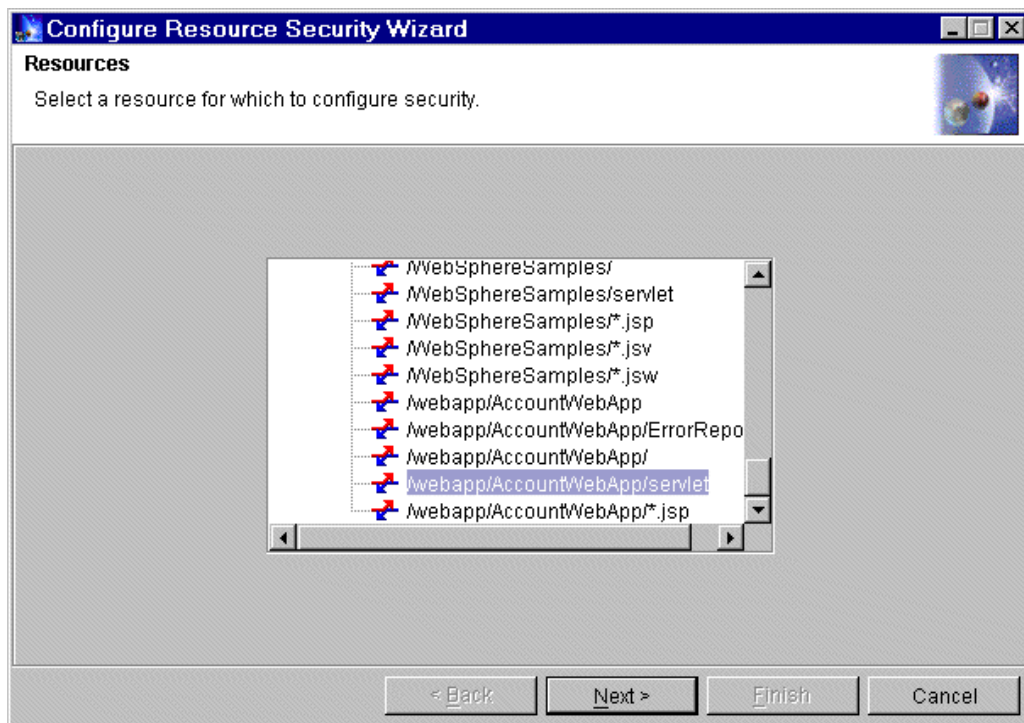 Configure Resource Security Wizard
Resources
Select a resource for which to configure security.
/WebSphereSamples/
/WebSphereSamples/servlet
/WebSphereSamples/*.jsp
/WebSphereSamples/*.jsv
/WebSphereSamples/*.jsw
/webapp/AccountWebApp
/webapp/AccountWebApp/ErrorRepo
/webapp/AccountWebApp/
/webapp/AccountWebApp/servlet
/webapp/AccountWebApp/*.jsp
< Back Next > Finish Cancel